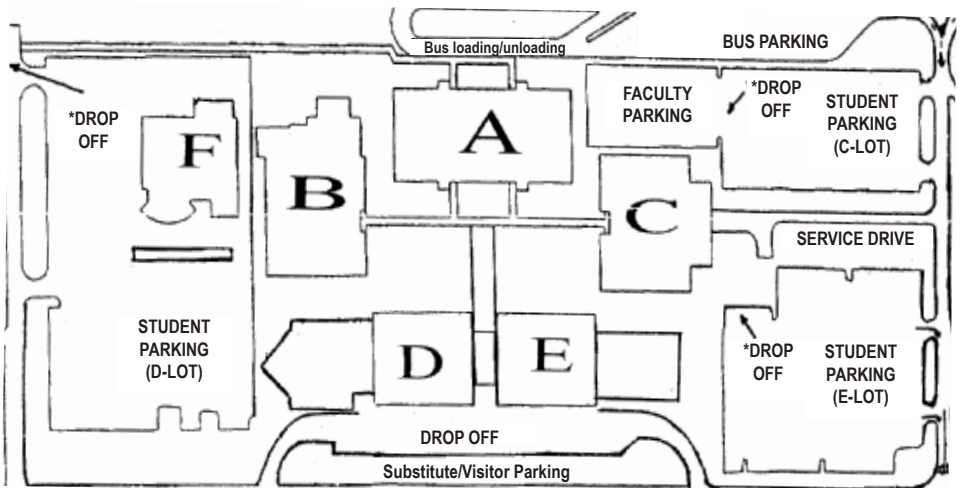 Bus loading/unloading
BUS PARKING
*DROP
OFF
F
B
A
FACULTY
PARKING
*DROP
OFF
STUDENT
PARKING
(C-LOT)
C
SERVICE DRIVE
STUDENT
PARKING
(D-LOT)
D
E
*DROP
OFF
STUDENT
PARKING
(E-LOT)
DROP OFF
Substitute/Visitor Parking